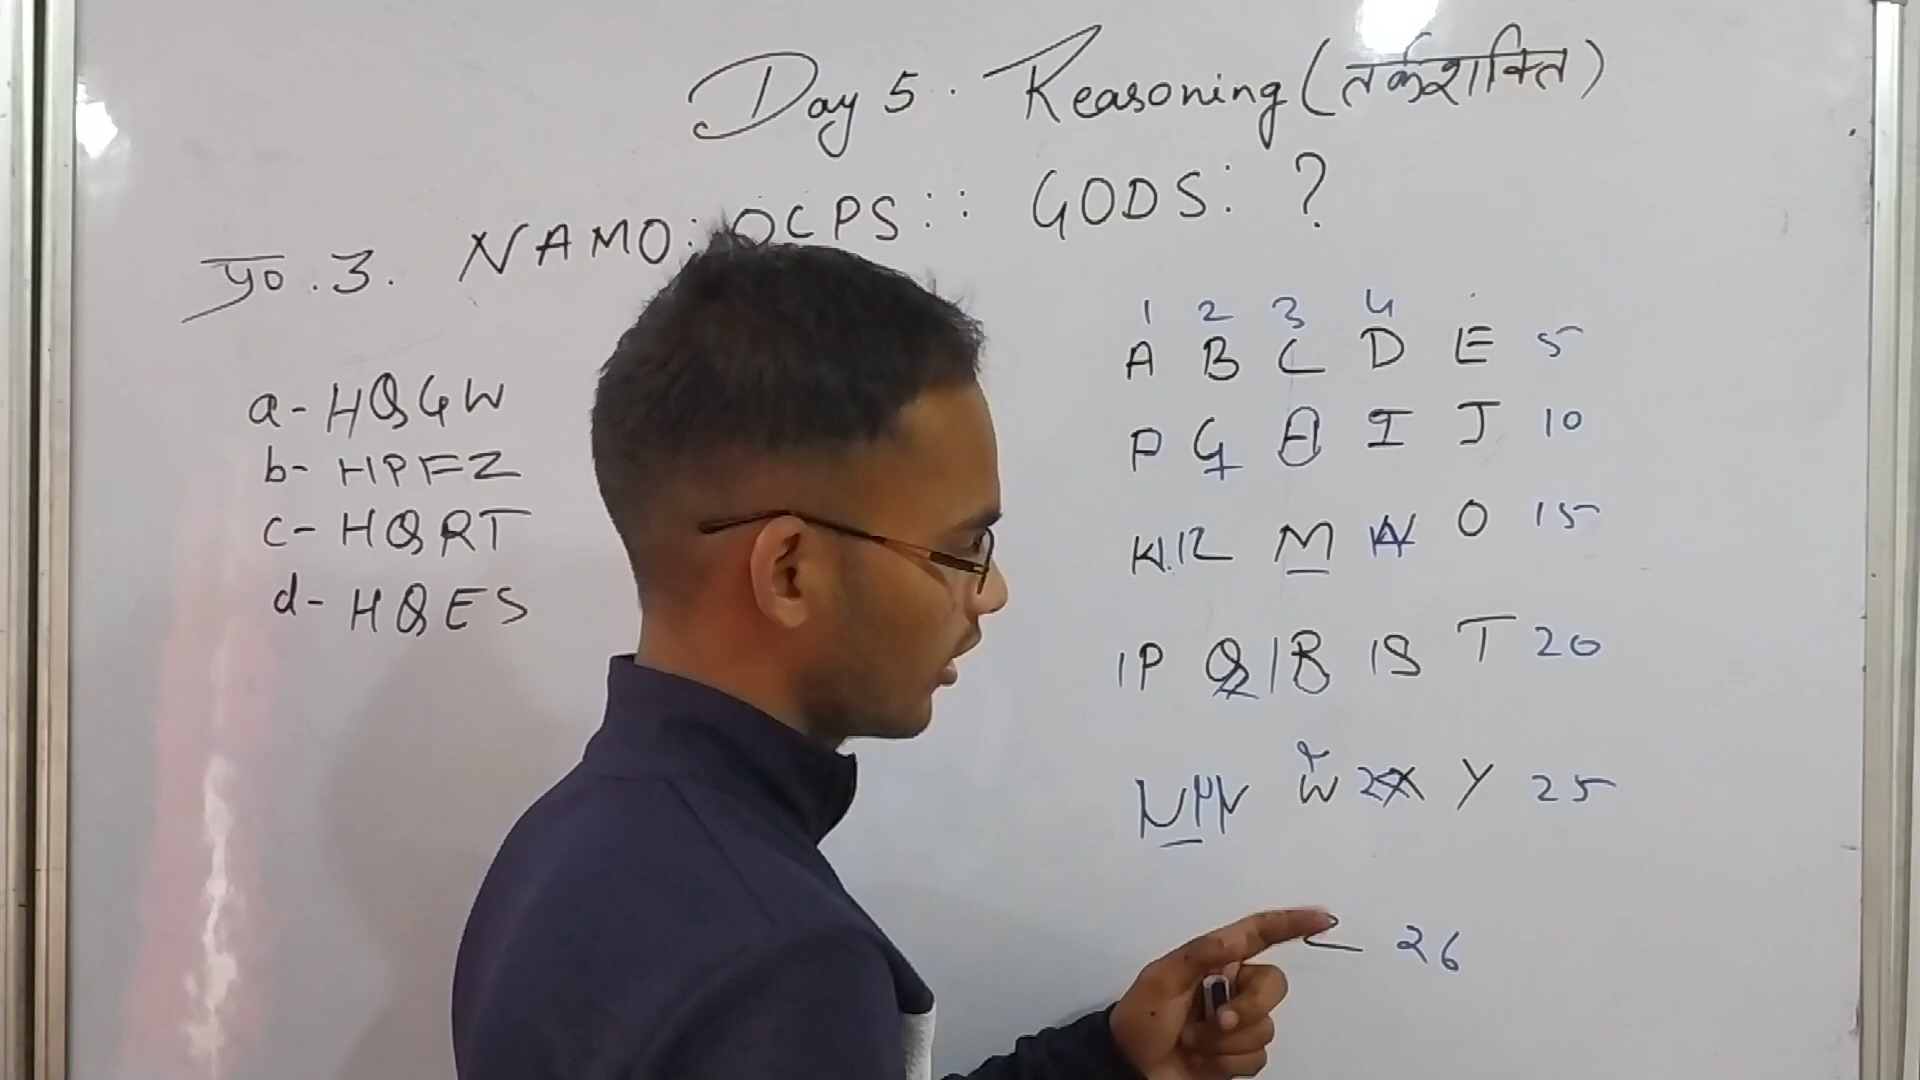 Day 5. Reasoning (तर्कशक्ति)
प्र0.3. NAMO: OCPS:: GODS: ?
a- HQGW
b- HPFZ
c- HQRT
d- HQES
1 2 3 4
A B C D E 5
F G H I J 10
M N O 15
P Q R S T 20
W X Y 25
26